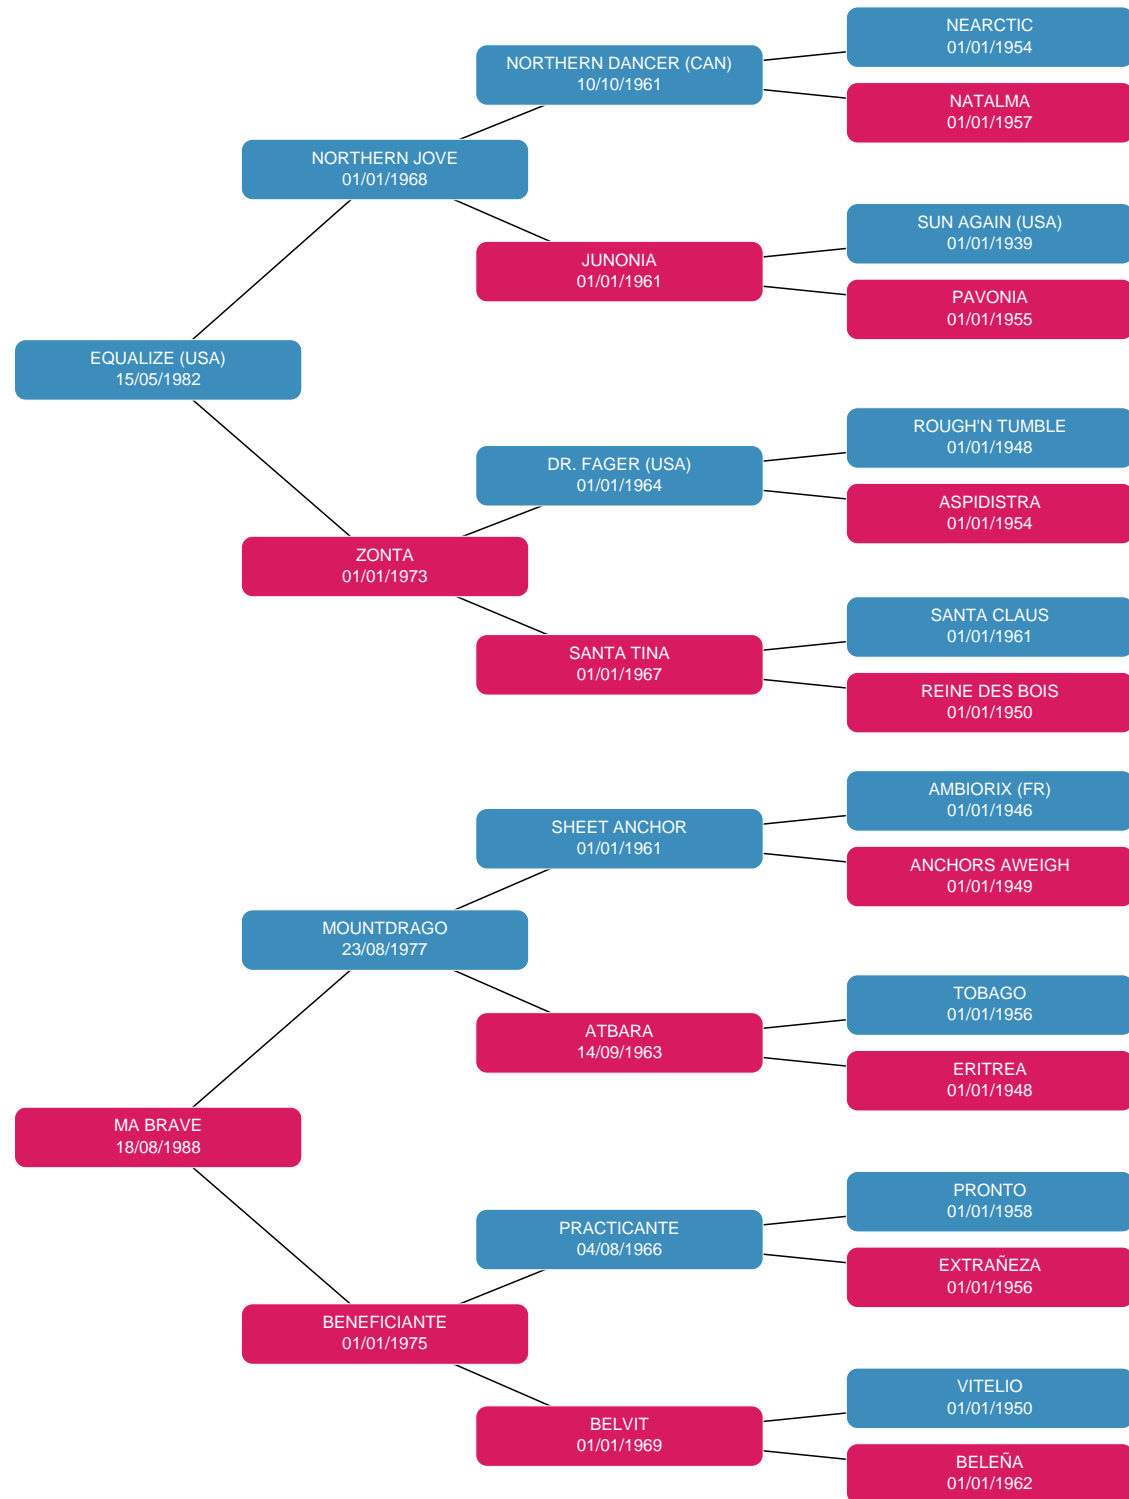 NEARCTIC
01/01/1954
NORTHERN DANCER (CAN)
10/10/1961
NATALMA
01/01/1957
NORTHERN JOVE
01/01/1968
SUN AGAIN (USA)
01/01/1939
JUNONIA
01/01/1961
PAVONIA
01/01/1955
EQUALIZE (USA)
15/05/1982
ROUGH'N TUMBLE
01/01/1948
DR. FAGER (USA)
01/01/1964
ASPIDISTRA
01/01/1954
ZONTA
01/01/1973
SANTA CLAUS
01/01/1961
SANTA TINA
01/01/1967
REINE DES BOIS
01/01/1950
AMBIORIX (FR)
01/01/1946
SHEET ANCHOR
01/01/1961
ANCHORS AWEIGH
01/01/1949
MOUNTDRAGO
23/08/1977
TOBAGO
01/01/1956
ATBARA
14/09/1963
ERITREA
01/01/1948
MA BRAVE
18/08/1988
PRONTO
01/01/1958
PRACTICANTE
04/08/1966
EXTRAÑEZA
01/01/1956
BENEFICIANTE
01/01/1975
VITELIO
01/01/1950
BELVIT
01/01/1969
BELEÑA
01/01/1962